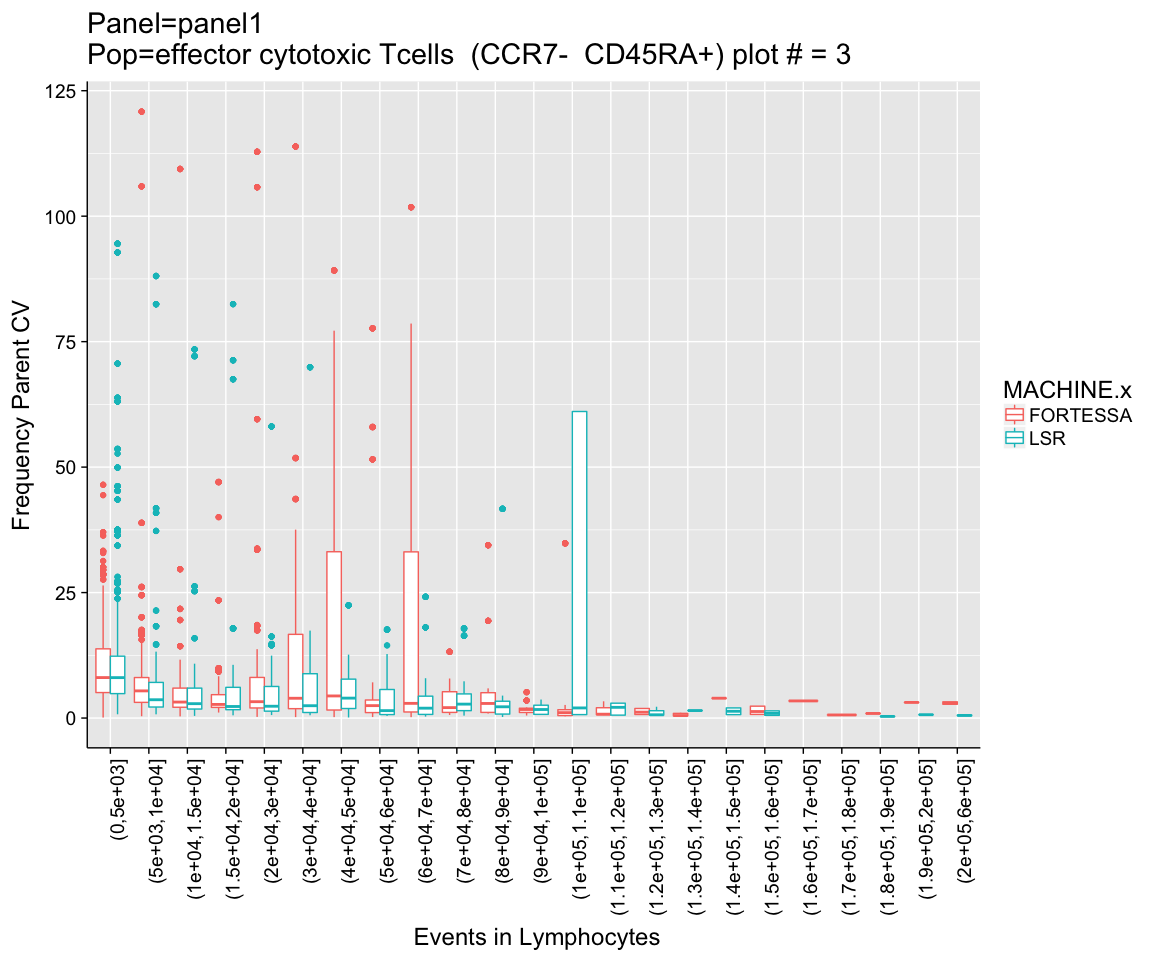 Panel=panel1
Pop=effector cytotoxic Tcells  (CCR7-  CD45RA+) plot # = 3
125
100
75
50
25
0
Frequency Parent CV
(0,5e+03]
(5e+03,1e+04]
(1e+04,1.5e+04]
(1.5e+04,2e+04]
(2e+04,3e+04]
(3e+04,4e+04]
(4e+04,5e+04]
(5e+04,6e+04]
(6e+04,7e+04]
(7e+04,8e+04]
(8e+04,9e+04]
(9e+04,1e+05]
(1e+05,1.1e+05]
(1.1e+05,1.2e+05]
(1.2e+05,1.3e+05]
(1.3e+05,1.4e+05]
(1.4e+05,1.5e+05]
(1.5e+05,1.6e+05]
(1.6e+05,1.7e+05]
(1.7e+05,1.8e+05]
(1.8e+05,1.9e+05]
(1.9e+05,2e+05]
(2e+05,6e+05]
Events in Lymphocytes
MACHINE.x
FORTESSA
LSR